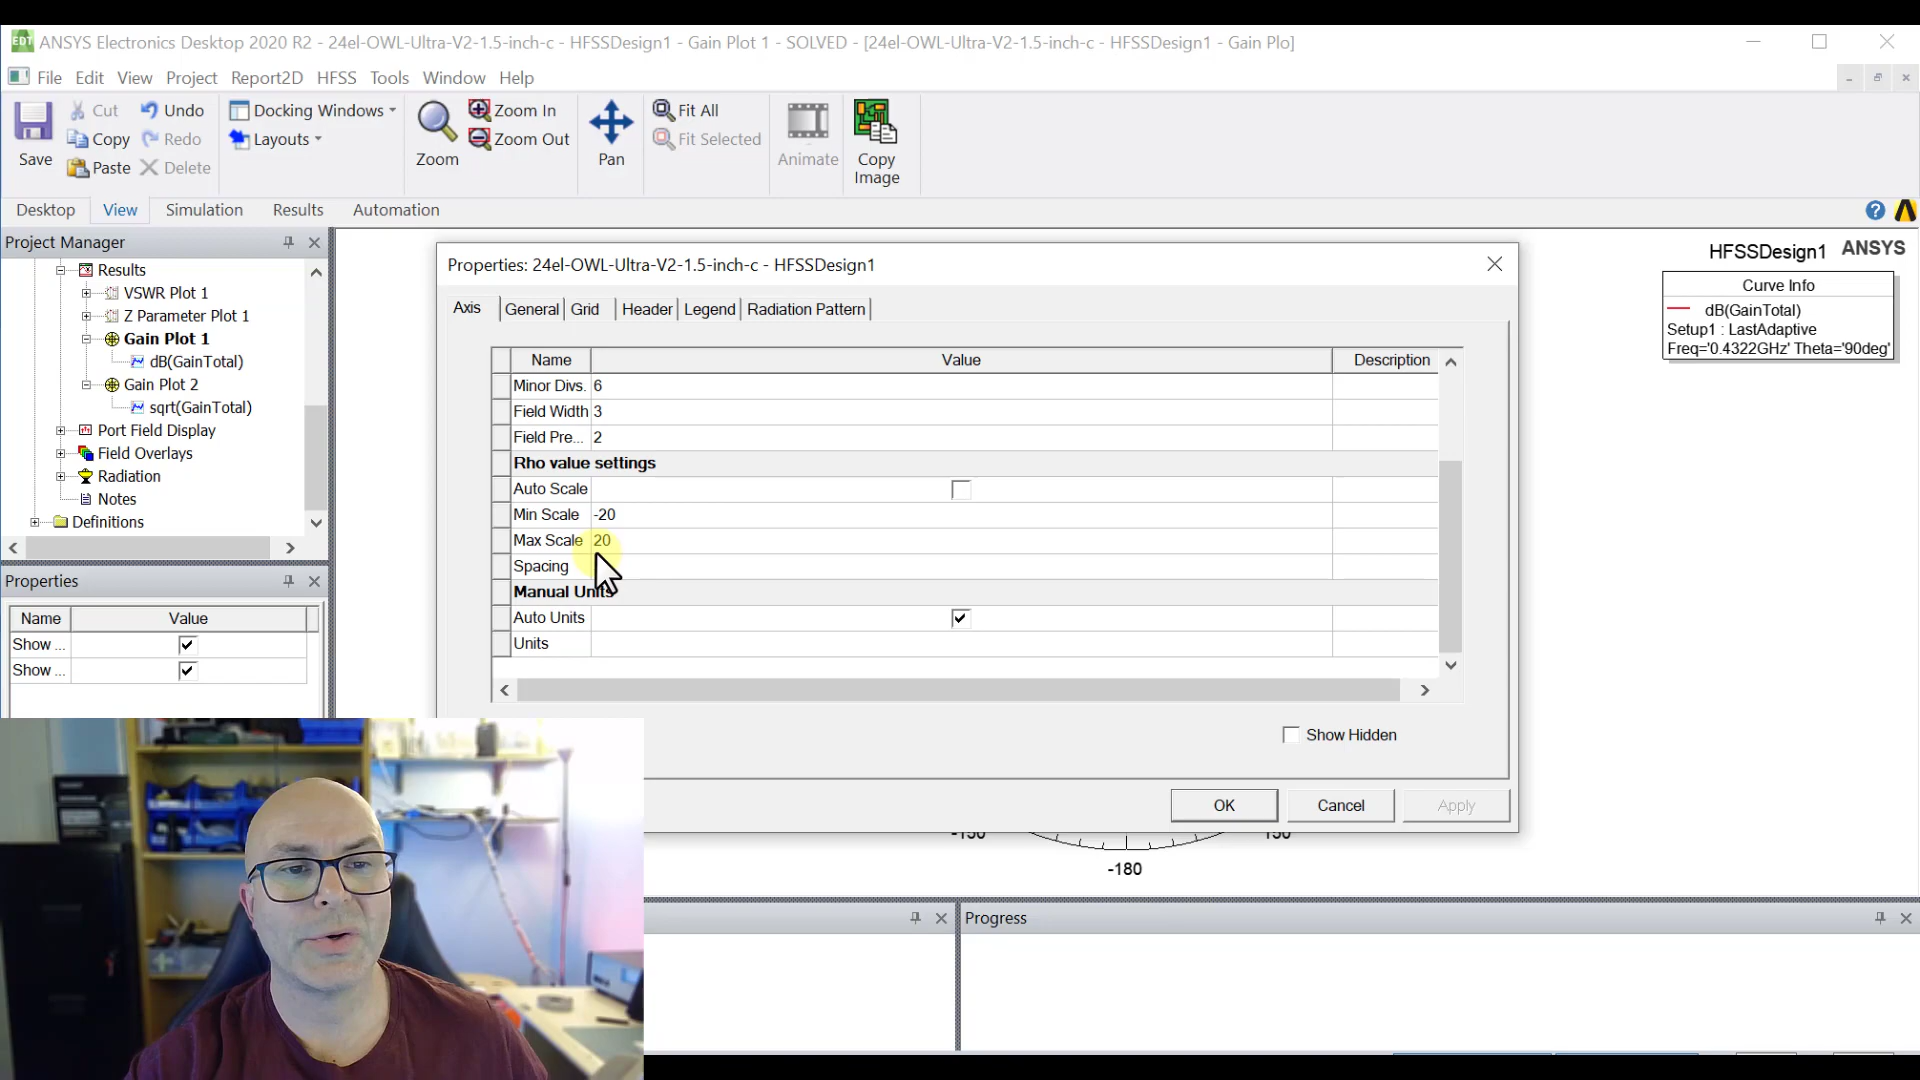 ANSYS Electronics Desktop 2020 R2 - 24el-OWL-Ultra-V2-1.5-inch-c - HFSSDesign1 - Gain Plot 1 - SOLVED - [24el-OWL-Ultra-V2-1.5-inch-c - HFSSDesign1 - Gain Plo]
File Edit View Project Report2D HFSS Tools Window Help
Save
Cut
Copy
Paste
Undo
Redo
Delete
Docking Windows
Layouts
Zoom
Zoom In
Zoom Out
Pan
Fit All
Fit Selected
Animate
Copy
Image
Desktop View Simulation Results Automation
Project Manager
Results
VSWR Plot 1
Z Parameter Plot 1
Gain Plot 1
dB(GainTotal)
Gain Plot 2
sqrt(GainTotal)
Port Field Display
Field Overlays
Radiation
Notes
Definitions
Properties
Name Value
Show ...
Show ...
Properties: 24el-OWL-Ultra-V2-1.5-inch-c - HFSSDesign1
Axis General Grid Header Legend Radiation Pattern
Name Value Description
Minor Divs. 6
Field Width 3
Field Pre... 2
Rho value settings
Auto Scale
Min Scale -20
Max Scale 20
Spacing
Manual Units
Auto Units
Units
Show Hidden
OK Cancel Apply
HFSSDesign1 ANSYS
Curve Info
dB(GainTotal)
Setup1 : LastAdaptive
Freq='0.4322GHz' Theta='90deg'
-150 150
-180
Progress